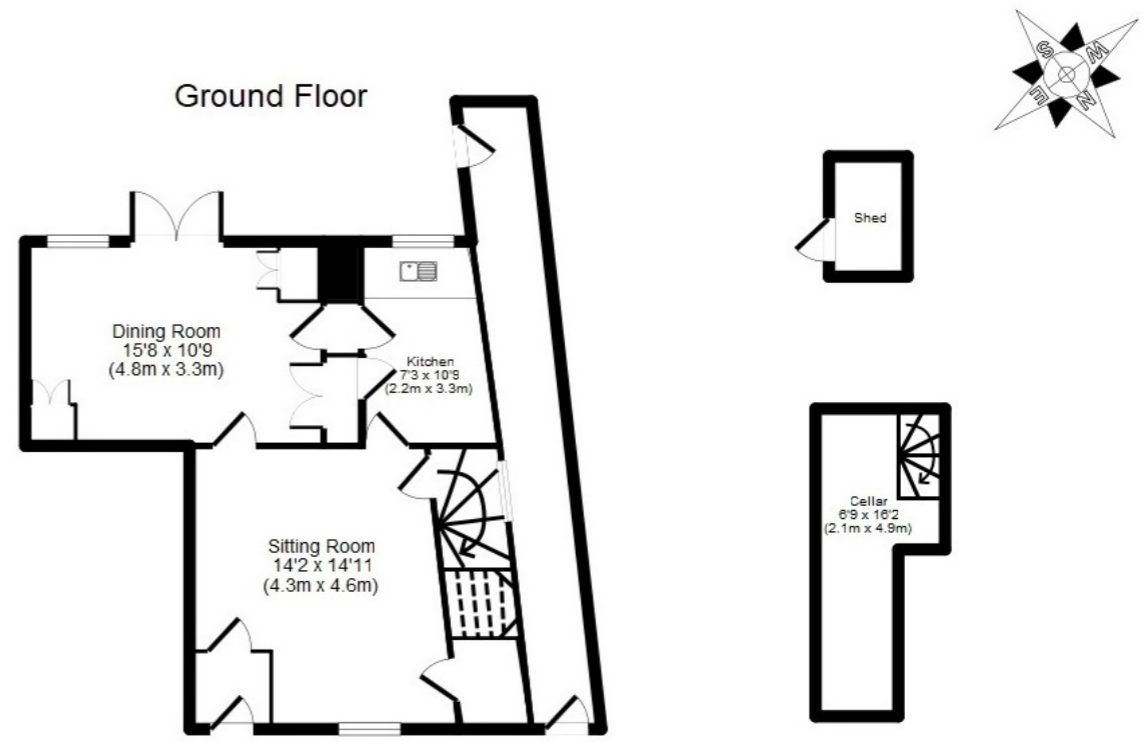 Ground Floor
S
W
E
N
Shed
Dining Room
15'8 x 10'9
(4.8m x 3.3m)
Kitchen
7'3 x 10'9
(2.2m x 3.3m)
Cellar
6'9 x 16'2
(2.1m x 4.9m)
Sitting Room
14'2 x 14'11
(4.3m x 4.6m)